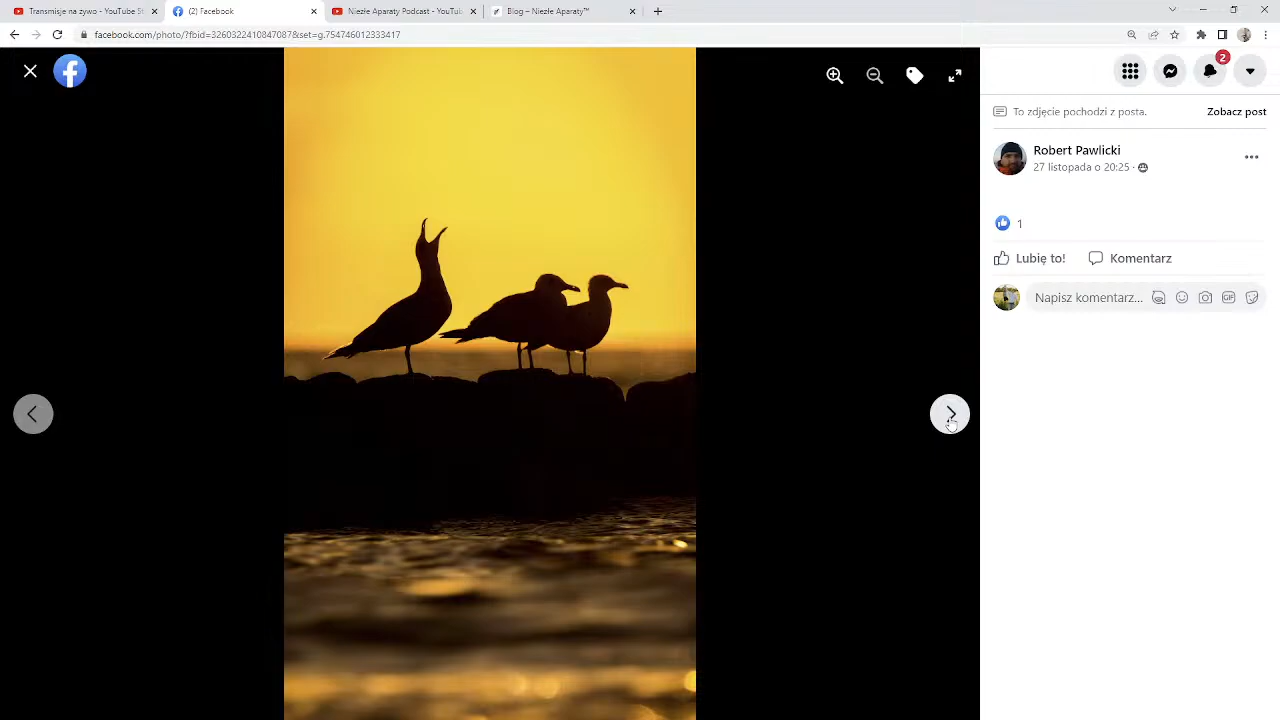 Transmisje na żywo - YouTube St
(2) Facebook
Niezłe Aparaty Podcast - YouTub
Blog – Niezłe Aparaty™
facebook.com/photo/?fbid=3260322410847087&set=g.754746012333417
2
To zdjęcie pochodzi z posta.
Zobacz post
Robert Pawlicki
27 listopada o 20:25 ·
1
Lubię to!
Komentarz
Napisz komentarz...
GIF